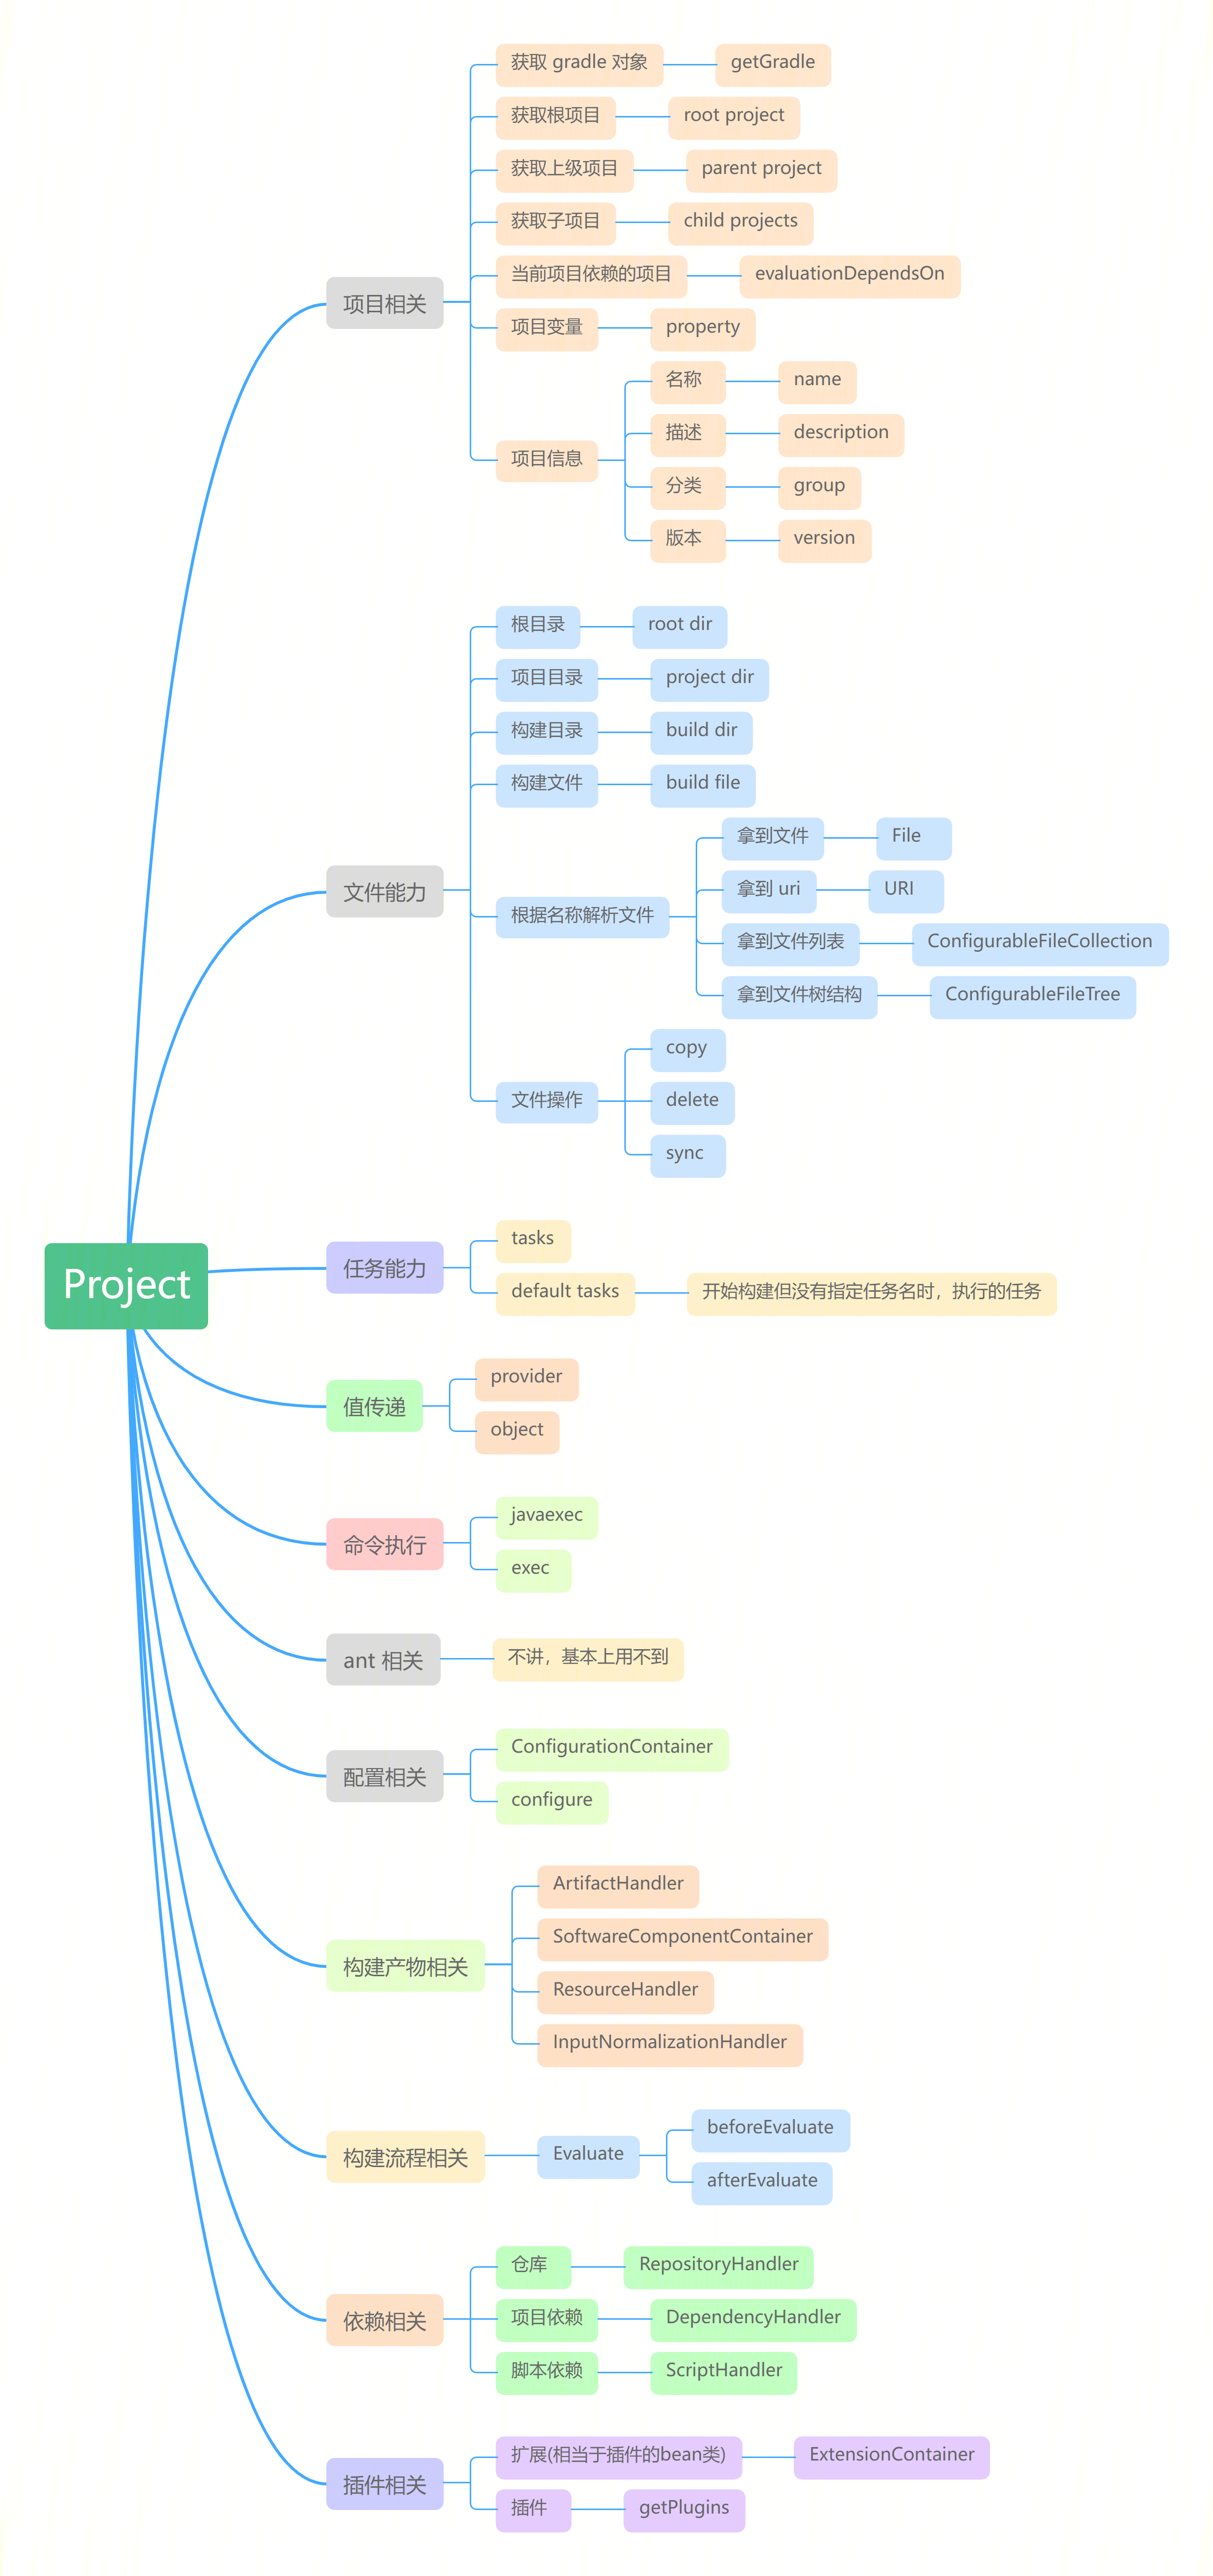 Project
项目相关
获取 gradle 对象
getGradle
获取根项目
root project
获取上级项目
parent project
获取子项目
child projects
当前项目依赖的项目
evaluationDependsOn
项目变量
property
项目信息
名称
name
描述
description
分类
group
版本
version
文件能力
根目录
root dir
项目目录
project dir
构建目录
build dir
构建文件
build file
根据名称解析文件
拿到文件
File
拿到 uri
URI
拿到文件列表
ConfigurableFileCollection
拿到文件树结构
ConfigurableFileTree
文件操作
copy
delete
sync
任务能力
tasks
default tasks
开始构建但没有指定任务名时，执行的任务
值传递
provider
object
命令执行
javaexec
exec
ant 相关
不讲，基本上用不到
配置相关
ConfigurationContainer
configure
构建产物相关
ArtifactHandler
SoftwareComponentContainer
ResourceHandler
InputNormalizationHandler
构建流程相关
Evaluate
beforeEvaluate
afterEvaluate
依赖相关
仓库
RepositoryHandler
项目依赖
DependencyHandler
脚本依赖
ScriptHandler
插件相关
扩展(相当于插件的bean类)
ExtensionContainer
插件
getPlugins